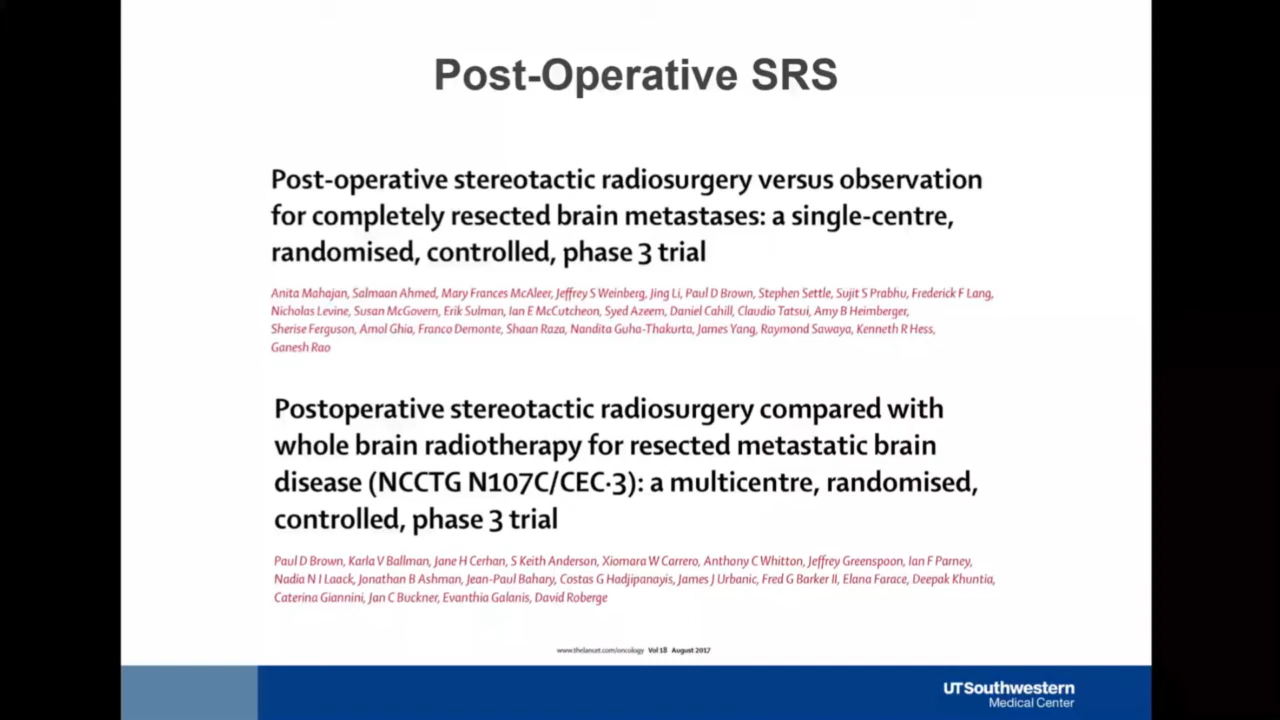 Post-Operative SRS
Post-operative stereotactic radiosurgery versus observation
for completely resected brain metastases: a single-centre,
randomised, controlled, phase 3 trial
Anita Mahajan, Salmaan Ahmed, Mary Frances McAleer, Jeffrey S Weinberg, Jing Li, Paul D Brown, Stephen Settle, Sujit S Prabhu, Frederick F Lang,
Nicholas Levine, Susan McGovern, Erik Sulman, Ian E McCutcheon, Syed Azeem, Daniel Cahill, Claudio Tatsui, Amy B Heimberger,
Sherise Ferguson, Amol Ghia, Franco Demonte, Shaan Raza, Nandita Guha-Thakurta, James Yang, Raymond Sawaya, Kenneth R Hess,
Ganesh Rao
Postoperative stereotactic radiosurgery compared with
whole brain radiotherapy for resected metastatic brain
disease (NCCTG N107C/CEC·3): a multicentre, randomised,
controlled, phase 3 trial
Paul D Brown, Karla V Ballman, Jane H Cerhan, S Keith Anderson, Xiomara W Carrero, Anthony C Whitton, Jeffrey Greenspoon, Ian F Parney,
Nadia N I Laack, Jonathan B Ashman, Jean-Paul Bahary, Costas G Hadjipanayis, James J Urbanic, Fred G Barker II, Elana Farace, Deepak Khuntia,
Caterina Giannini, Jan C Buckner, Evanthia Galanis, David Roberge
www.thelancet.com/oncology Vol 18 August 2017
UT Southwestern
Medical Center